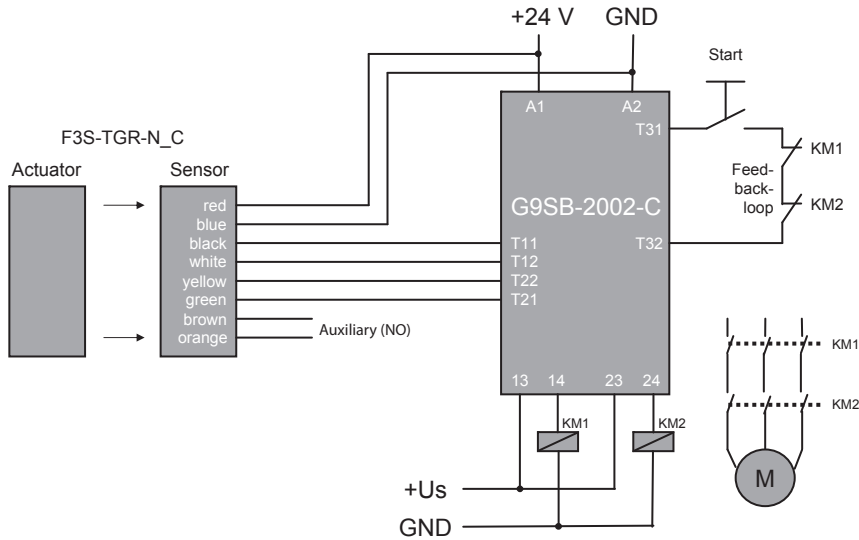 +24 V GND
Start
A1 A2
T31
F3S-TGR-N_C
KM1
Actuator Sensor
Feed-
back-
loop
red
G9SB-2002-C
KM2
blue
black T11 T32
white T12
yellow T22
green T21
brown
Auxiliary (NO)
orange
KM1
13 14 23 24
KM2
KM1 KM2
M
+Us
GND